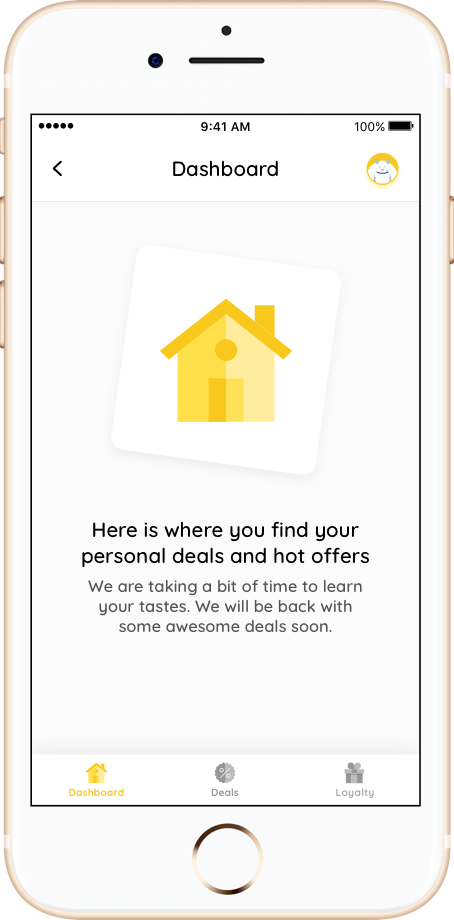 9:41 AM 100%
Dashboard
Here is where you find your
personal deals and hot offers
We are taking a bit of time to learn
your tastes. We will be back with
some awesome deals soon.
Dashboard Deals Loyalty